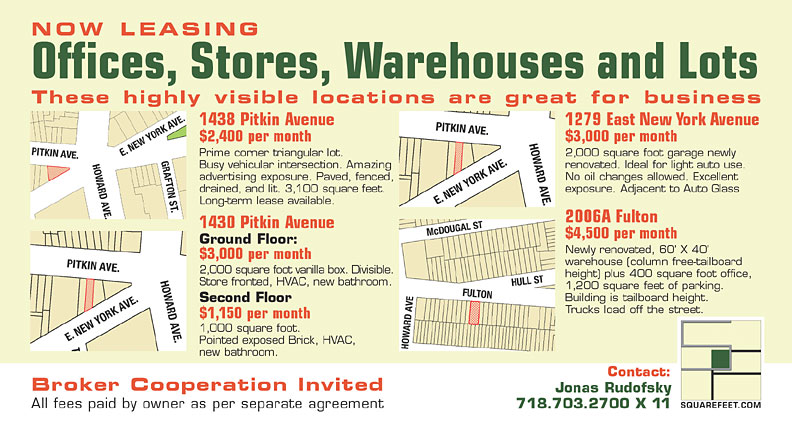 NOW LEASING
Offices, Stores, Warehouses and Lots
These highly visible locations are great for business
PITKIN AVE.
E. NEW YORK AVE.
HOWARD AVE.
GRAFTON ST.
1438 Pitkin Avenue
$2,400 per month
Prime corner triangular lot.
Busy vehicular intersection. Amazing
advertising exposure. Paved, fenced,
drained, and lit. 3,100 square feet.
Long-term lease available.
PITKIN AVE.
E. NEW YORK AVE.
HOWARD AVE.
1430 Pitkin Avenue
Ground Floor:
$3,000 per month
2,000 square foot vanilla box. Divisible.
Store fronted, HVAC, new bathroom.
Second Floor
$1,150 per month
1,000 square foot.
Pointed exposed Brick, HVAC,
new bathroom.
PITKIN AVE.
E. NEW YORK AVE.
HOWARD AVE.
1279 East New York Avenue
$3,000 per month
2,000 square foot garage newly
renovated. Ideal for light auto use.
No oil changes allowed. Excellent
exposure. Adjacent to Auto Glass
McDOUGAL ST
HULL ST
FULTON
HOWARD AVE
2006A Fulton
$4,500 per month
Newly renovated, 60' X 40'
warehouse (column free-tailboard
height) plus 400 square foot office,
1,200 square feet of parking.
Building is tailboard height.
Trucks load off the street.
Broker Cooperation Invited
All fees paid by owner as per separate agreement
Contact:
Jonas Rudofsky
718.703.2700 X 11
SQUAREFEET.COM